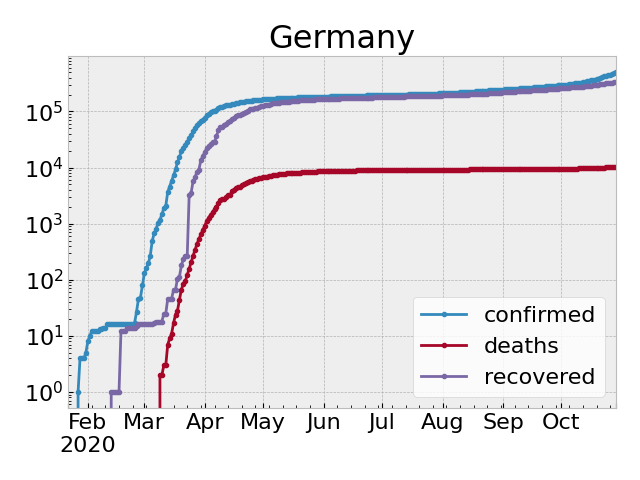 Germany
10^5
10^4
10^3
10^2
10^1
10^0
confirmed
deaths
recovered
Feb Mar Apr May Jun Jul Aug Sep Oct
2020